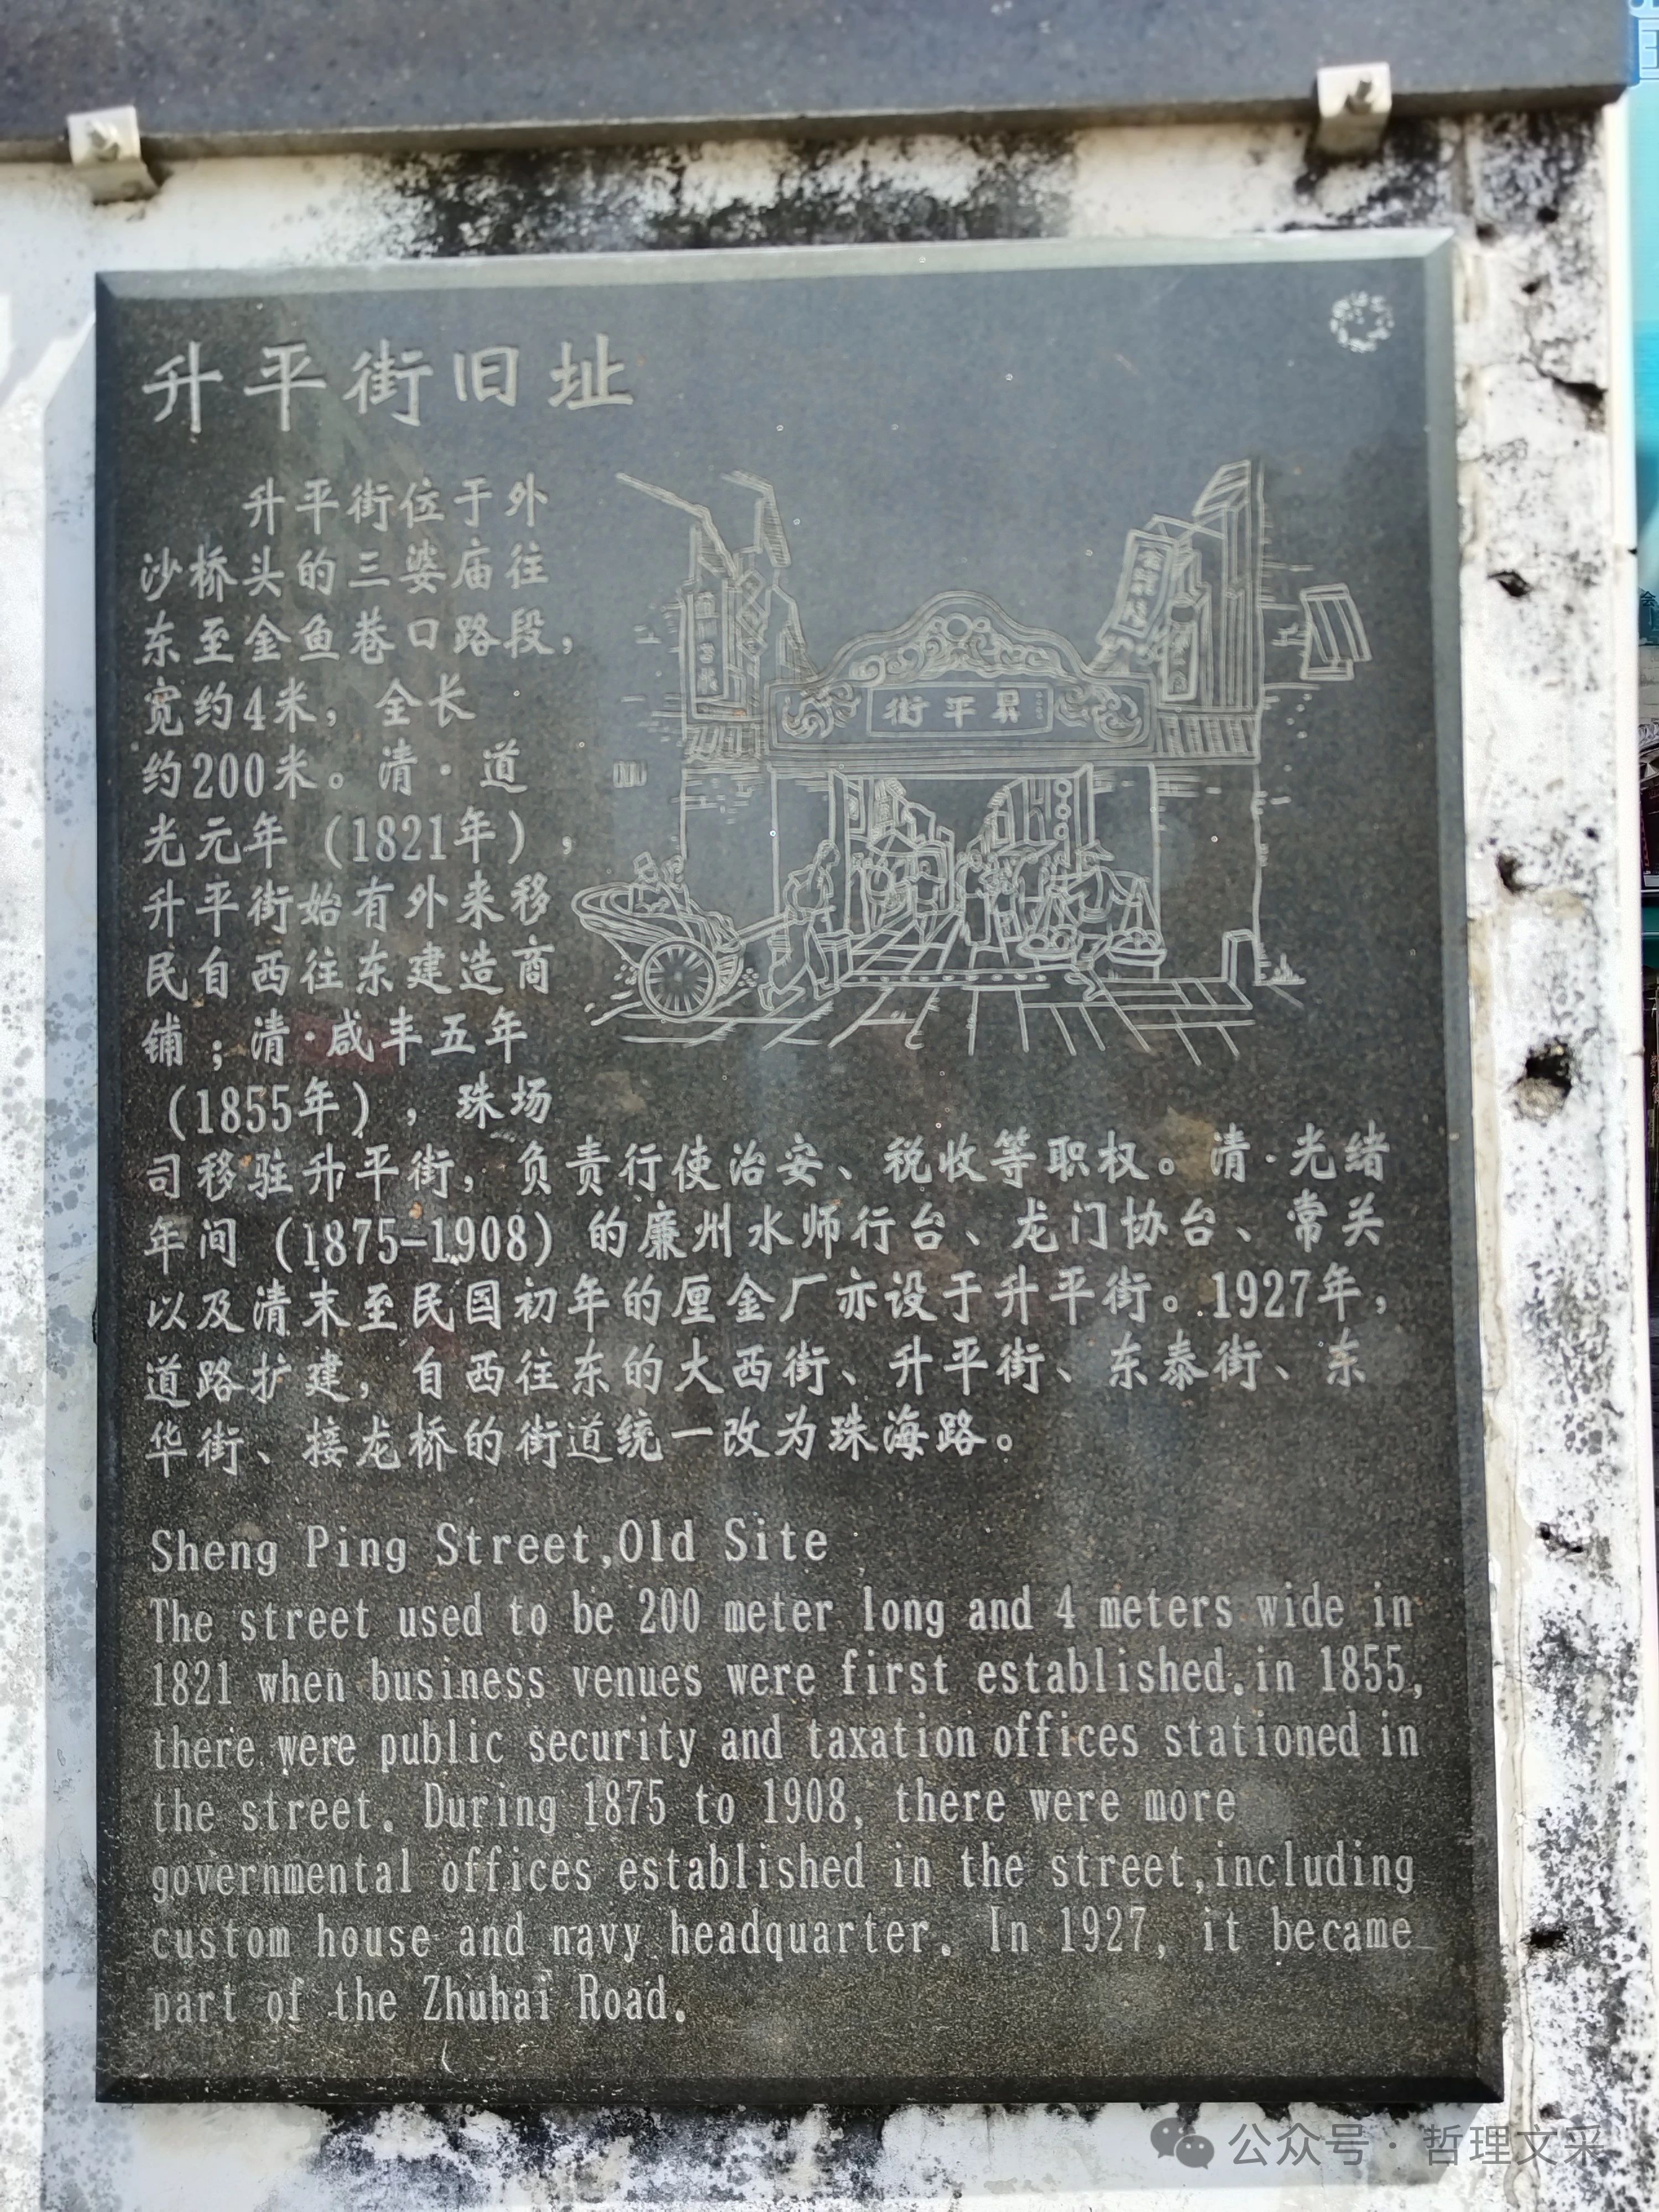 升平街旧址
升平街位于外
沙桥头的三婆庙往
东至金鱼巷口路段，
宽约4米，全长
约200米。清·道
光元年（1821年），
升平街始有外来移
民自西往东建造商
铺；清·咸丰五年
（1855年），珠场
司移驻升平街，负责行使治安、税收等职权。清·光绪
年间（1875-1908）的廉州水师行台、龙门协台、常关
以及清末至民国初年的厘金厂亦设于升平街。1927年，
道路扩建，自西往东的大西街、升平街、东泰街、东
华街、接龙桥的街道统一改为珠海路。
街平昇
Sheng Ping Street,Old Site
The street used to be 200 meter long and 4 meters wide in
1821 when business venues were first established.in 1855,
there were public security and taxation offices stationed in
the street. During 1875 to 1908, there were more
governmental offices established in the street,including
custom house and navy headquarter. In 1927, it became
part of the Zhuhai Road.
公众号·哲理文采